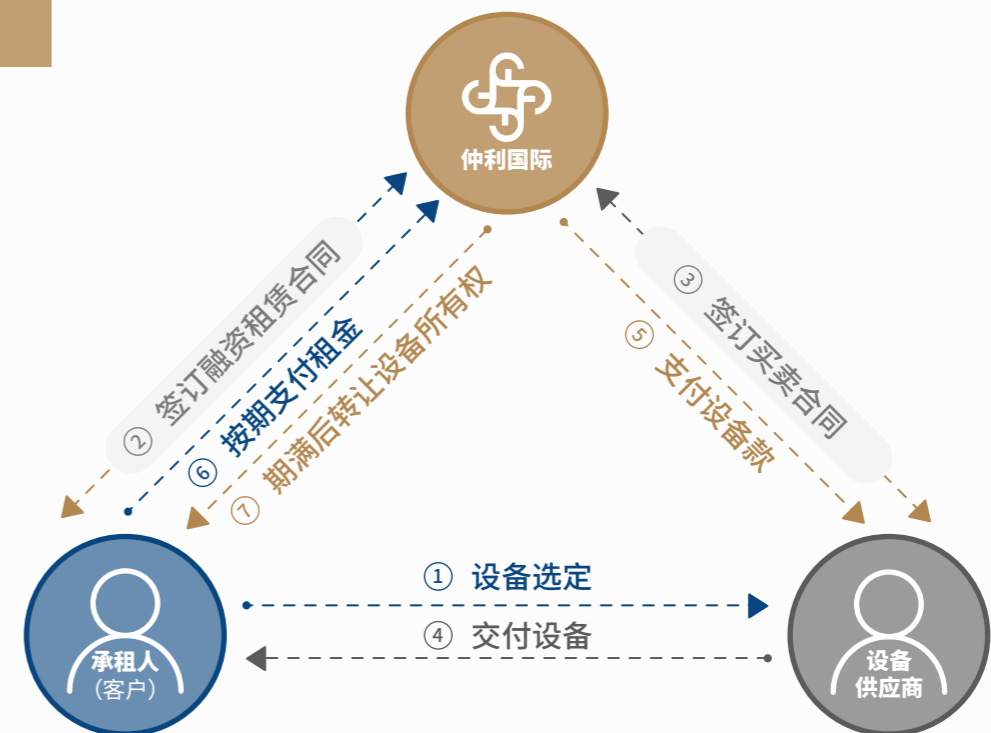 仲利国际
② 签订融资租赁合同
⑥ 按期支付租金
⑦ 期满后转让设备所有权
③ 签订买卖合同
⑤ 支付设备款
① 设备选定
④ 交付设备
承租人
(客户)
设备
供应商